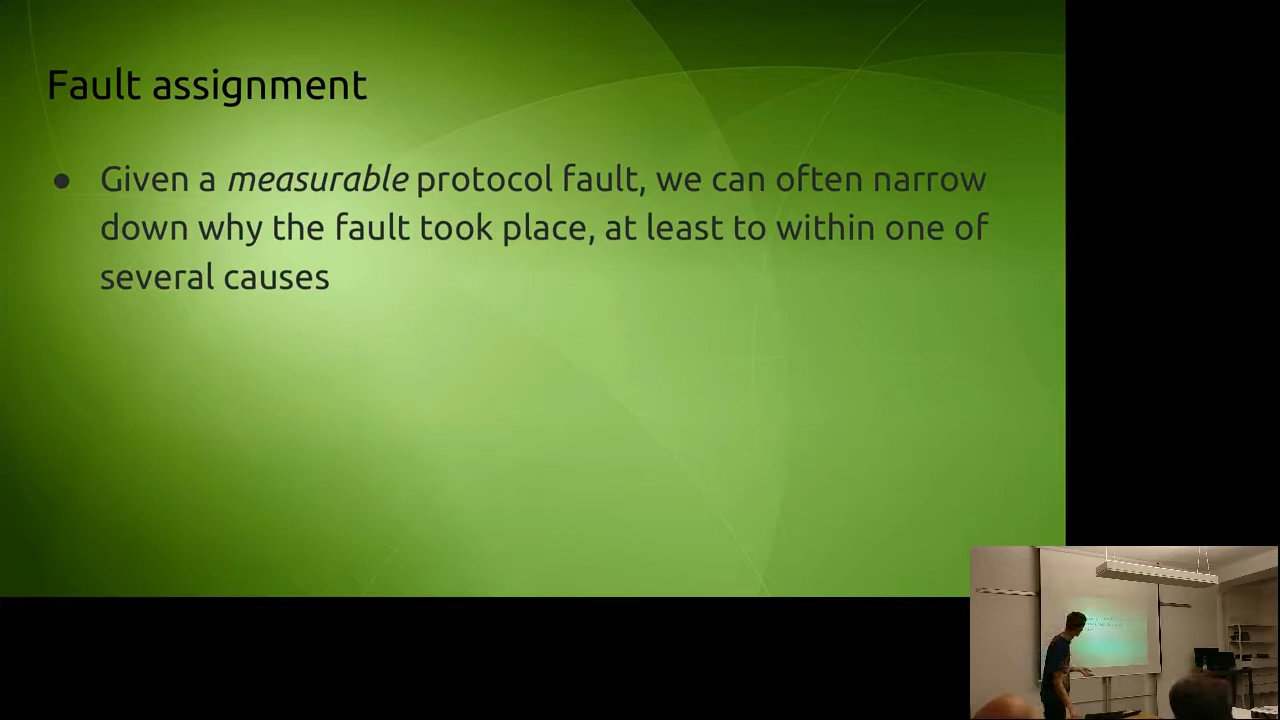 Fault assignment
● Given a measurable protocol fault, we can often narrow
down why the fault took place, at least to within one of
several causes